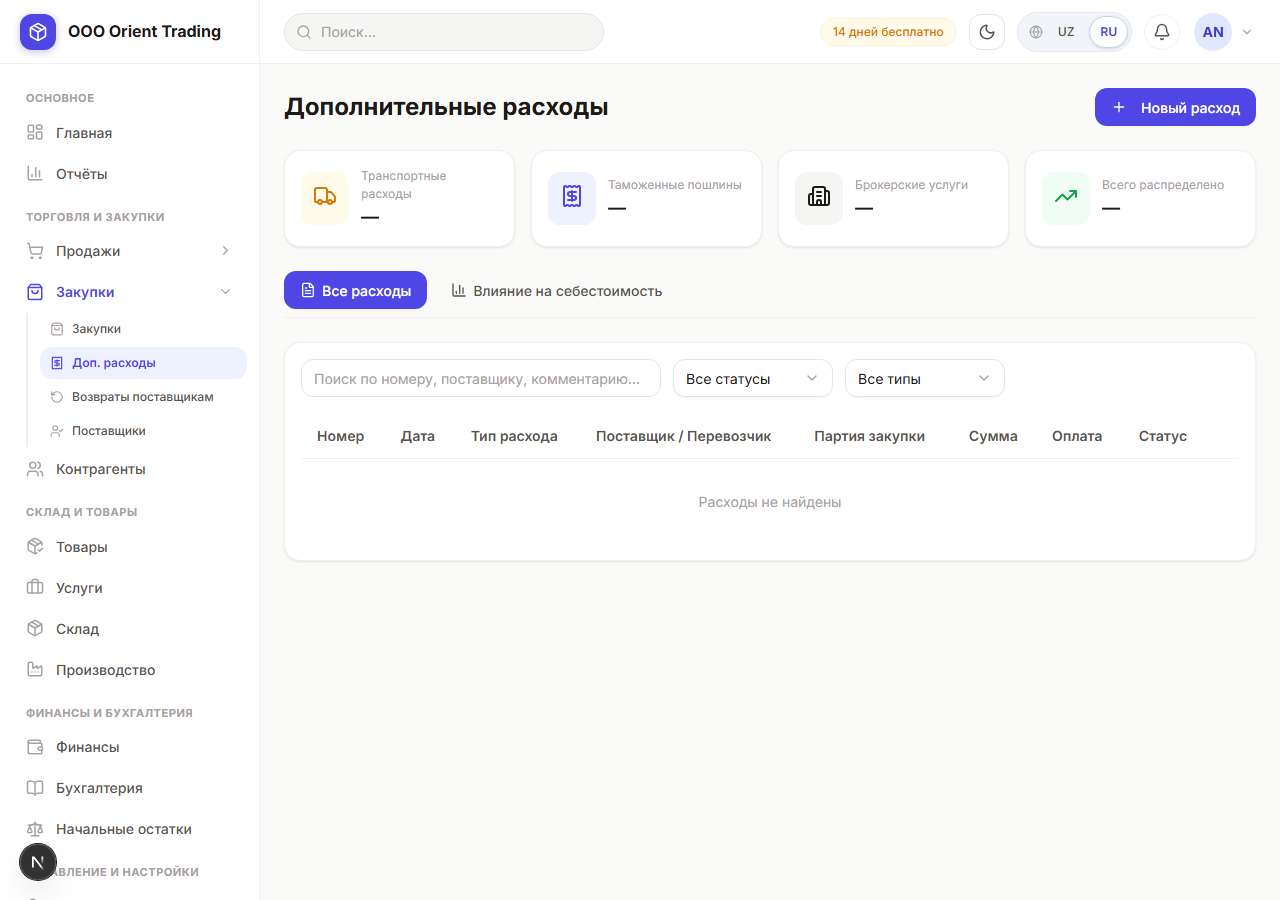 OOO Orient Trading
Поиск...
14 дней бесплатно
UZ
RU
AN
ОСНОВНОЕ
Главная
Отчёты
ТОРГОВЛЯ И ЗАКУПКИ
Продажи
Закупки
Закупки
Доп. расходы
Возвраты поставщикам
Поставщики
Контрагенты
СКЛАД И ТОВАРЫ
Товары
Услуги
Склад
Производство
ФИНАНСЫ И БУХГАЛТЕРИЯ
Финансы
Бухгалтерия
Начальные остатки
АВЛЕНИЕ И НАСТРОЙКИ
N
Дополнительные расходы
+ Новый расход
Транспортные
расходы
—
Таможенные пошлины
—
Брокерские услуги
—
Всего распределено
—
Все расходы
Влияние на себестоимость
Поиск по номеру, поставщику, комментарию...
Все статусы
Все типы
Номер Дата Тип расхода Поставщик / Перевозчик Партия закупки Сумма Оплата Статус
Расходы не найдены